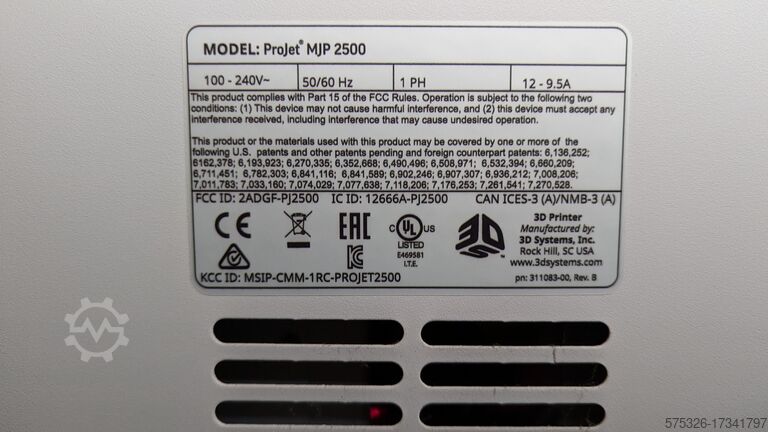 MODEL: ProJet® MJP 2500
100 - 240V~ 50/60 Hz 1 PH 12 - 9.5A
This product complies with Part 15 of the FCC Rules. Operation is subject to the following two
conditions: (1) This device may not cause harmful interference, and (2) this device must accept any
interference received, including interference that may cause undesired operation.
This product or the materials used with this product may be covered by one or more of the
following U.S. patents and other patents pending and foreign counterpart patents: 6,136,252;
6162,378; 6,193,923; 6,270,335; 6,352,668; 6,490,496; 6,508,971; 6,532,394; 6,660,209;
6,711,451; 6,782,303; 6,841,116; 6,841,589; 6,902,246; 6,907,307; 6,936,212; 7,008,206;
7,011,783; 7,033,160; 7,074,029; 7,077,638; 7,118,206; 7,176,253; 7,261,541; 7,270,528.
FCC ID: 2ADGF-PJ2500 IC ID: 12666A-PJ2500 CAN ICES-3 (A)/NMB-3 (A)
CE EAC C UL US
LISTED
E469581
I.T.E.
3D
3D Printer
Manufactured by:
3D Systems, Inc.
Rock Hill, SC USA
www.3dsystems.com
KCC ID: MSIP-CMM-1RC-PROJET2500
pn: 311083-00, Rev. B
575326-17341797